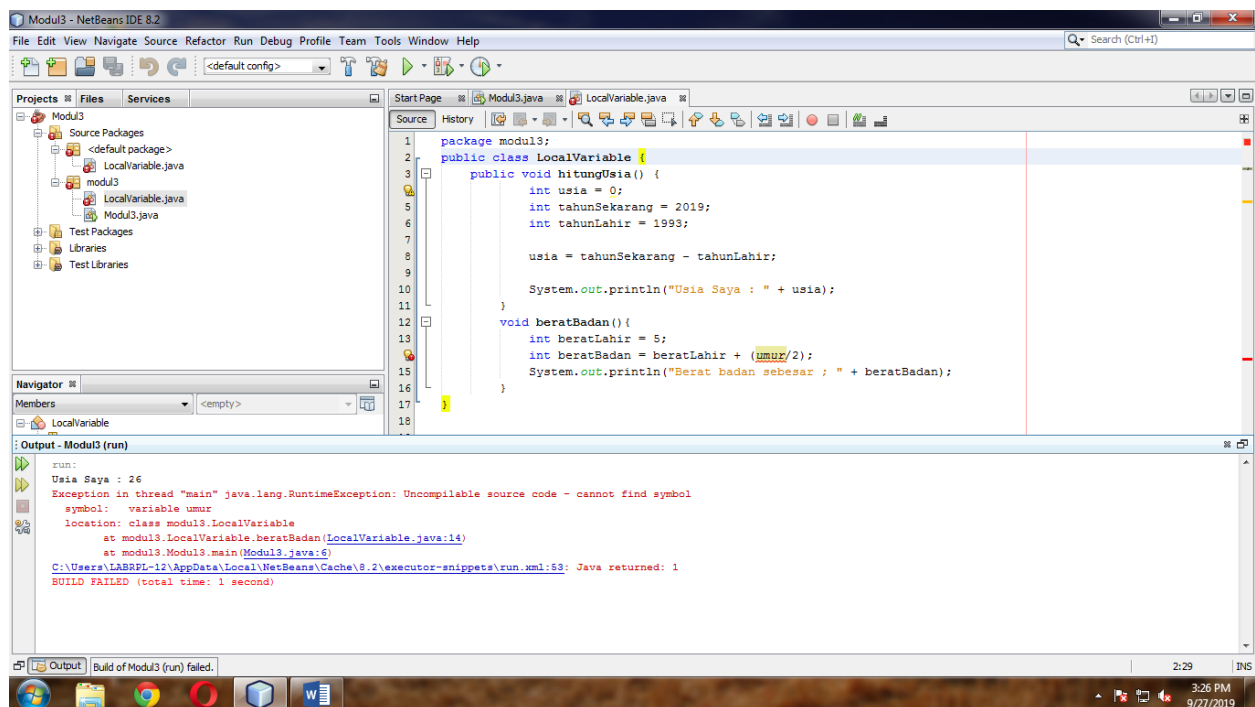 Modul3 - NetBeans IDE 8.2
File Edit View Navigate Source Refactor Run Debug Profile Team Tools Window Help
Search (Ctrl+I)
<default config>
Projects Files Services
Modul3
Source Packages
<default package>
LocalVariable.java
modul3
LocalVariable.java
Modul3.java
Test Packages
Libraries
Test Libraries
Navigator
Members <empty>
LocalVariable
Start Page Modul3.java LocalVariable.java
Source History
1 package modul3;
2 public class LocalVariable {
3 public void hitungUsia() {
int usia = 0;
5 int tahunSekarang = 2019;
6 int tahunLahir = 1993;
7
8 usia = tahunSekarang - tahunLahir;
9
10 System.out.println("Usia Saya : " + usia);
11 }
12 void beratBadan(){
13 int beratLahir = 5;
int beratBadan = beratLahir + (umur/2);
15 System.out.println("Berat badan sebesar ; " + beratBadan);
16 }
17 }
18
Output - Modul3 (run)
run:
Usia Saya : 26
Exception in thread "main" java.lang.RuntimeException: Uncompilable source code - cannot find symbol
symbol: variable umur
location: class modul3.LocalVariable
at modul3.LocalVariable.beratBadan(LocalVariable.java:14)
at modul3.Modul3.main(Modul3.java:6)
C:\Users\LABRPL-12\AppData\Local\NetBeans\Cache\8.2\executor-snippets\run.xml:53: Java returned: 1
BUILD FAILED (total time: 1 second)
Output Build of Modul3 (run) failed.
2:29 INS
3:26 PM
9/27/2019